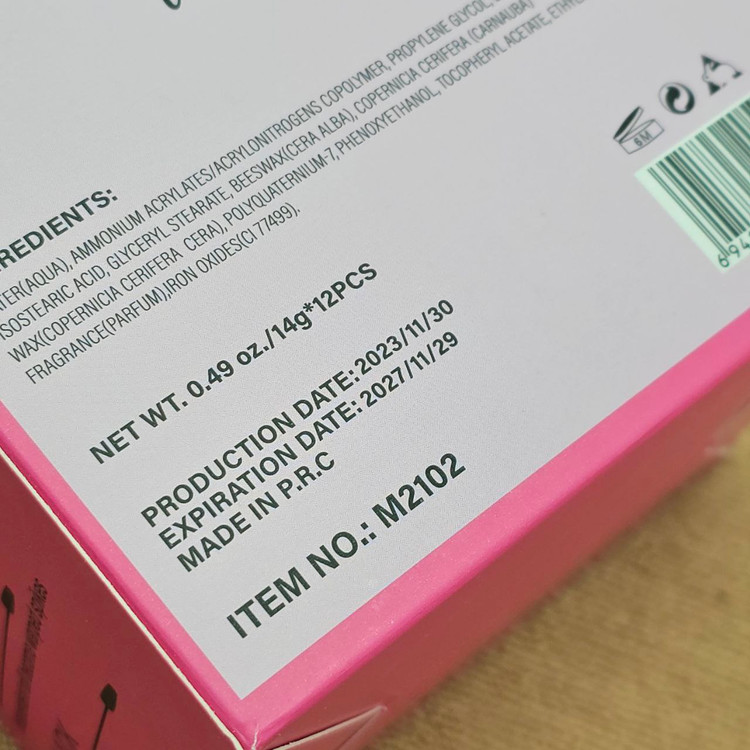 REDIENTS:
TER(AQUA), AMMONIUM ACRYLATES/ACRYLONITROGENS COPOLYMER, PROPYLENE GLYCOL,
ISOSTEARIC ACID, GLYCERYL STEARATE, BEESWAX(CERA ALBA), COPERNICIA CERIFERA (CARNAUBA)
WAX(COPERNICIA CERIFERA CERA), POLYQUATERNIUM-7, PHENOXYETHANOL, TOCOPHERYL ACETATE, ETHYL
FRAGRANCE(PARFUM),IRON OXIDES(CI 77499).
6M
NET WT. 0.49 oz./14g*12PCS
PRODUCTION DATE: 2023/11/30
EXPIRATION DATE: 2027/11/29
MADE IN P.R.C
ITEM NO.: M2102